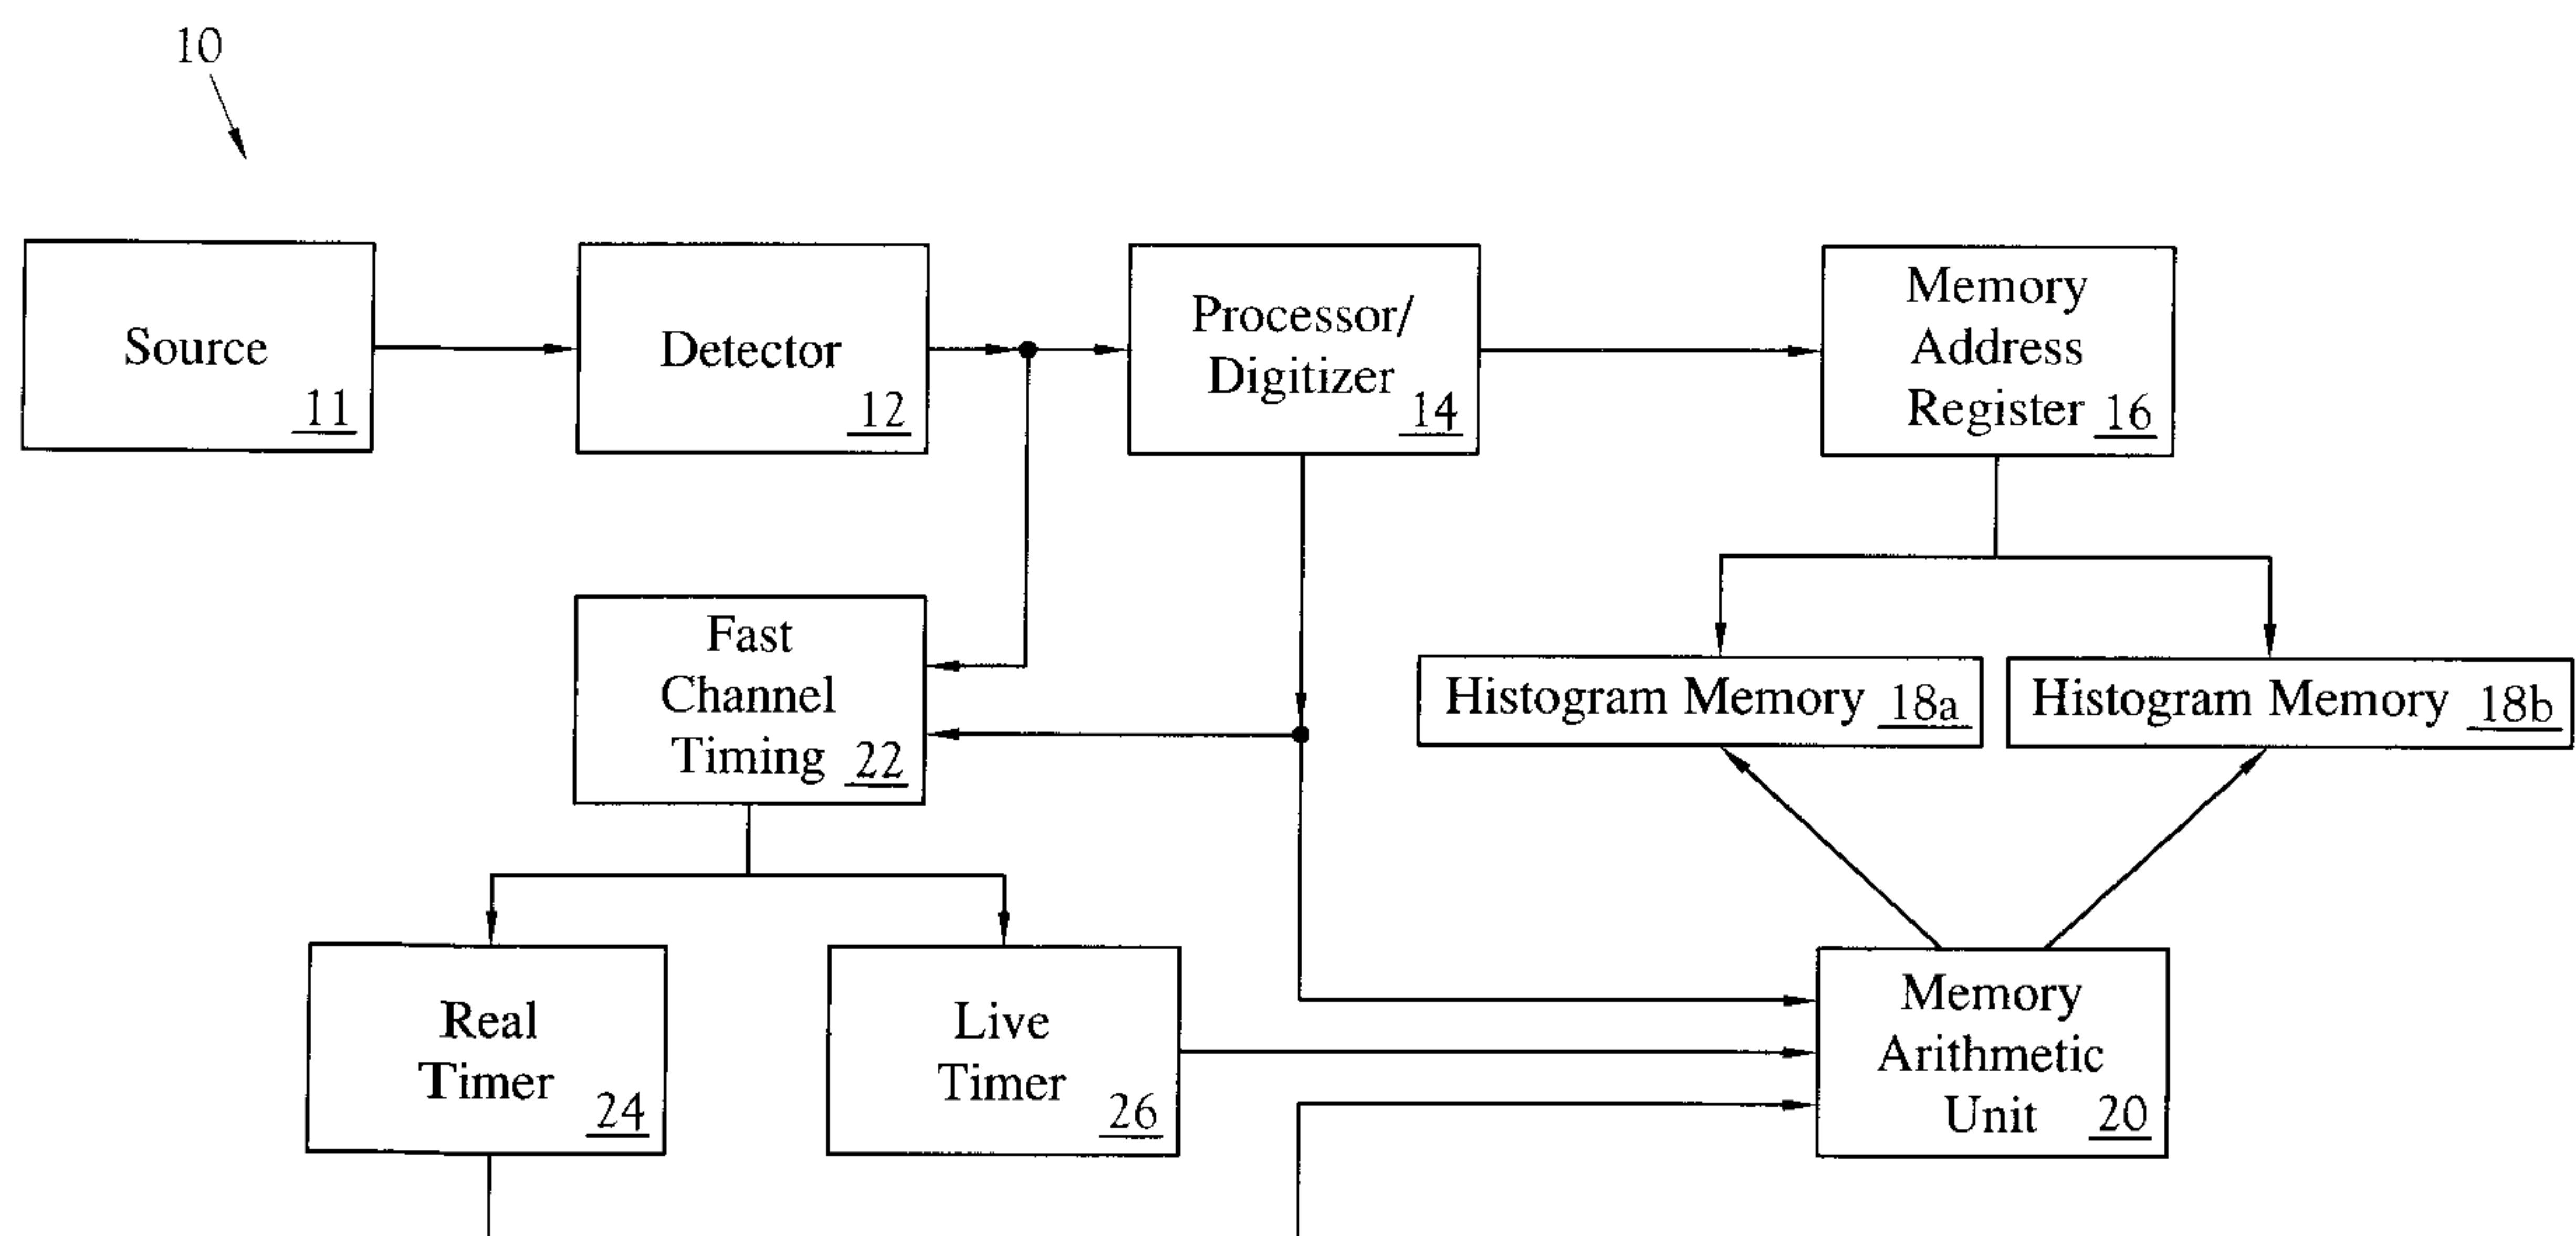 10
Source
11
Detector
12
Processor/
Digitizer
14
Memory
Address
Register 16
Fast
Channel
Timing 22
Histogram Memory 18a
Histogram Memory 18b
Real
Timer
24
Live
Timer
26
Memory
Arithmetic
Unit 20